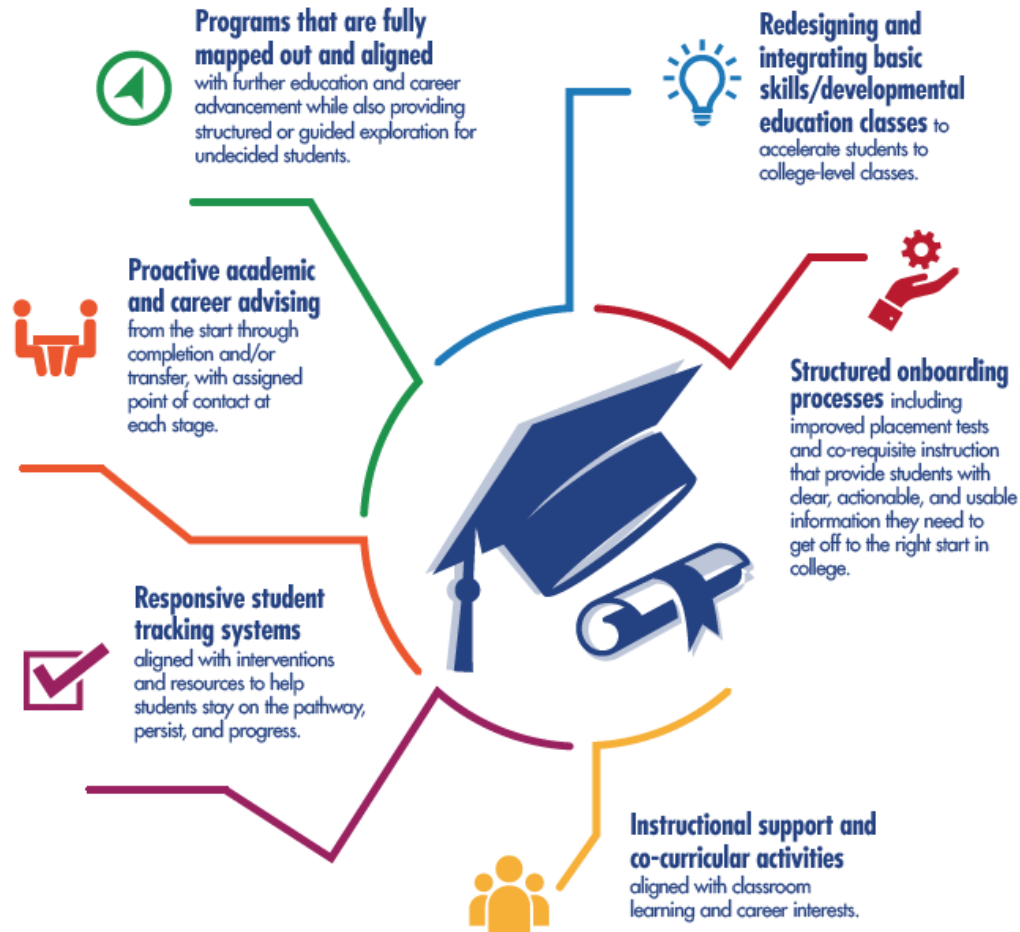 Programs that are fully
mapped out and aligned
with further education and career
advancement while also providing
structured or guided exploration for
undecided students.
Redesigning and
integrating basic
skills/developmental
education classes to
accelerate students to
college-level classes.
Proactive academic
and career advising
from the start through
completion and/or
transfer, with assigned
point of contact at
each stage.
Structured onboarding
processes including
improved placement tests
and co-requisite instruction
that provide students with
clear, actionable, and usable
information they need to
get off to the right start in
college.
Responsive student
tracking systems
aligned with interventions
and resources to help
students stay on the pathway,
persist, and progress.
Instructional support and
co-curricular activities
aligned with classroom
learning and career interests.